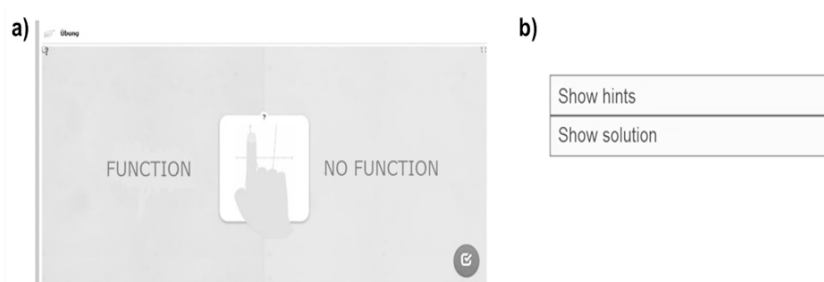 a)
Übung
?
FUNCTION
NO FUNCTION
b)
Show hints
Show solution